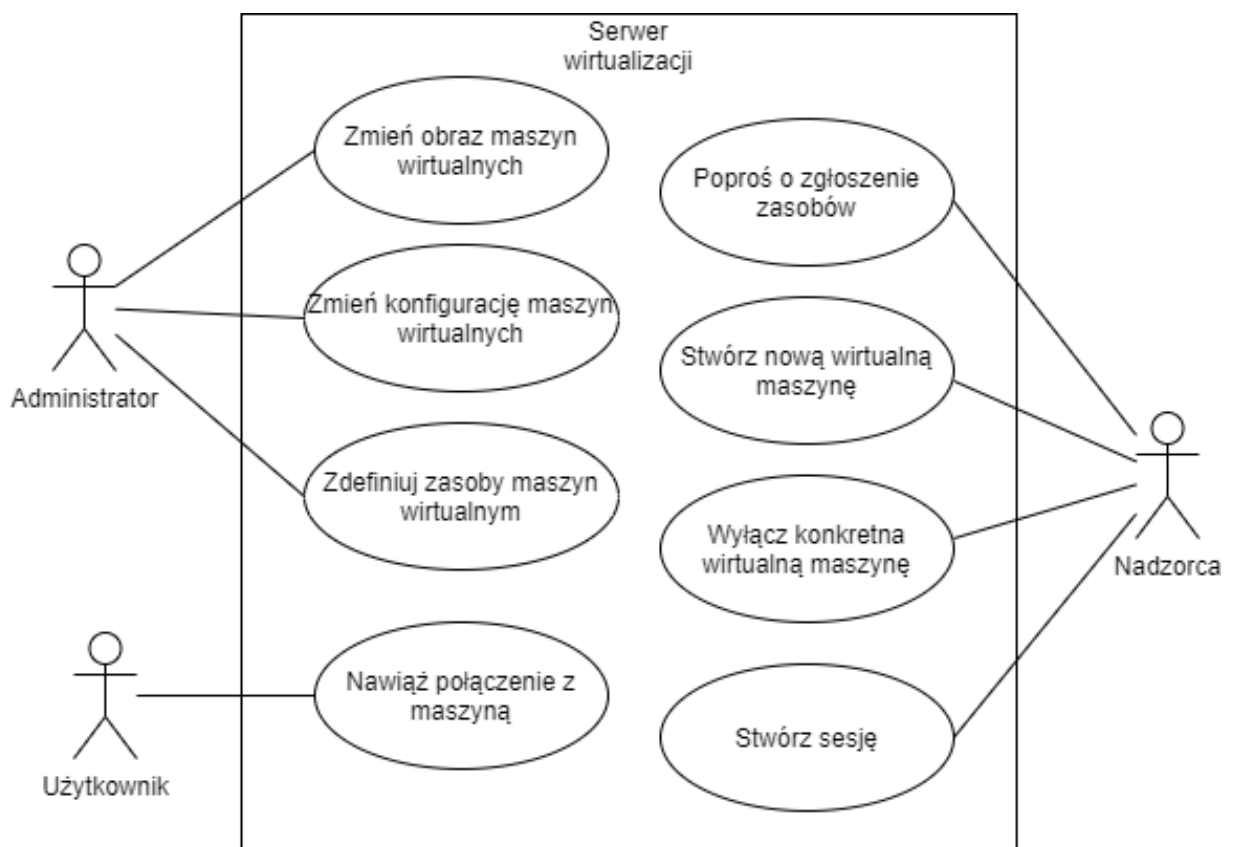 Serwer
wirtualizacji
Zmień obraz maszyn
wirtualnych
Poproś o zgłoszenie
zasobów
Zmień konfigurację maszyn
wirtualnych
Administrator
Stwórz nową wirtualną
maszynę
Zdefiniuj zasoby maszyn
wirtualnym
Wyłącz konkretna
wirtualną maszynę
Nadzorca
Nawiąż połączenie z
maszyną
Użytkownik
Stwórz sesję